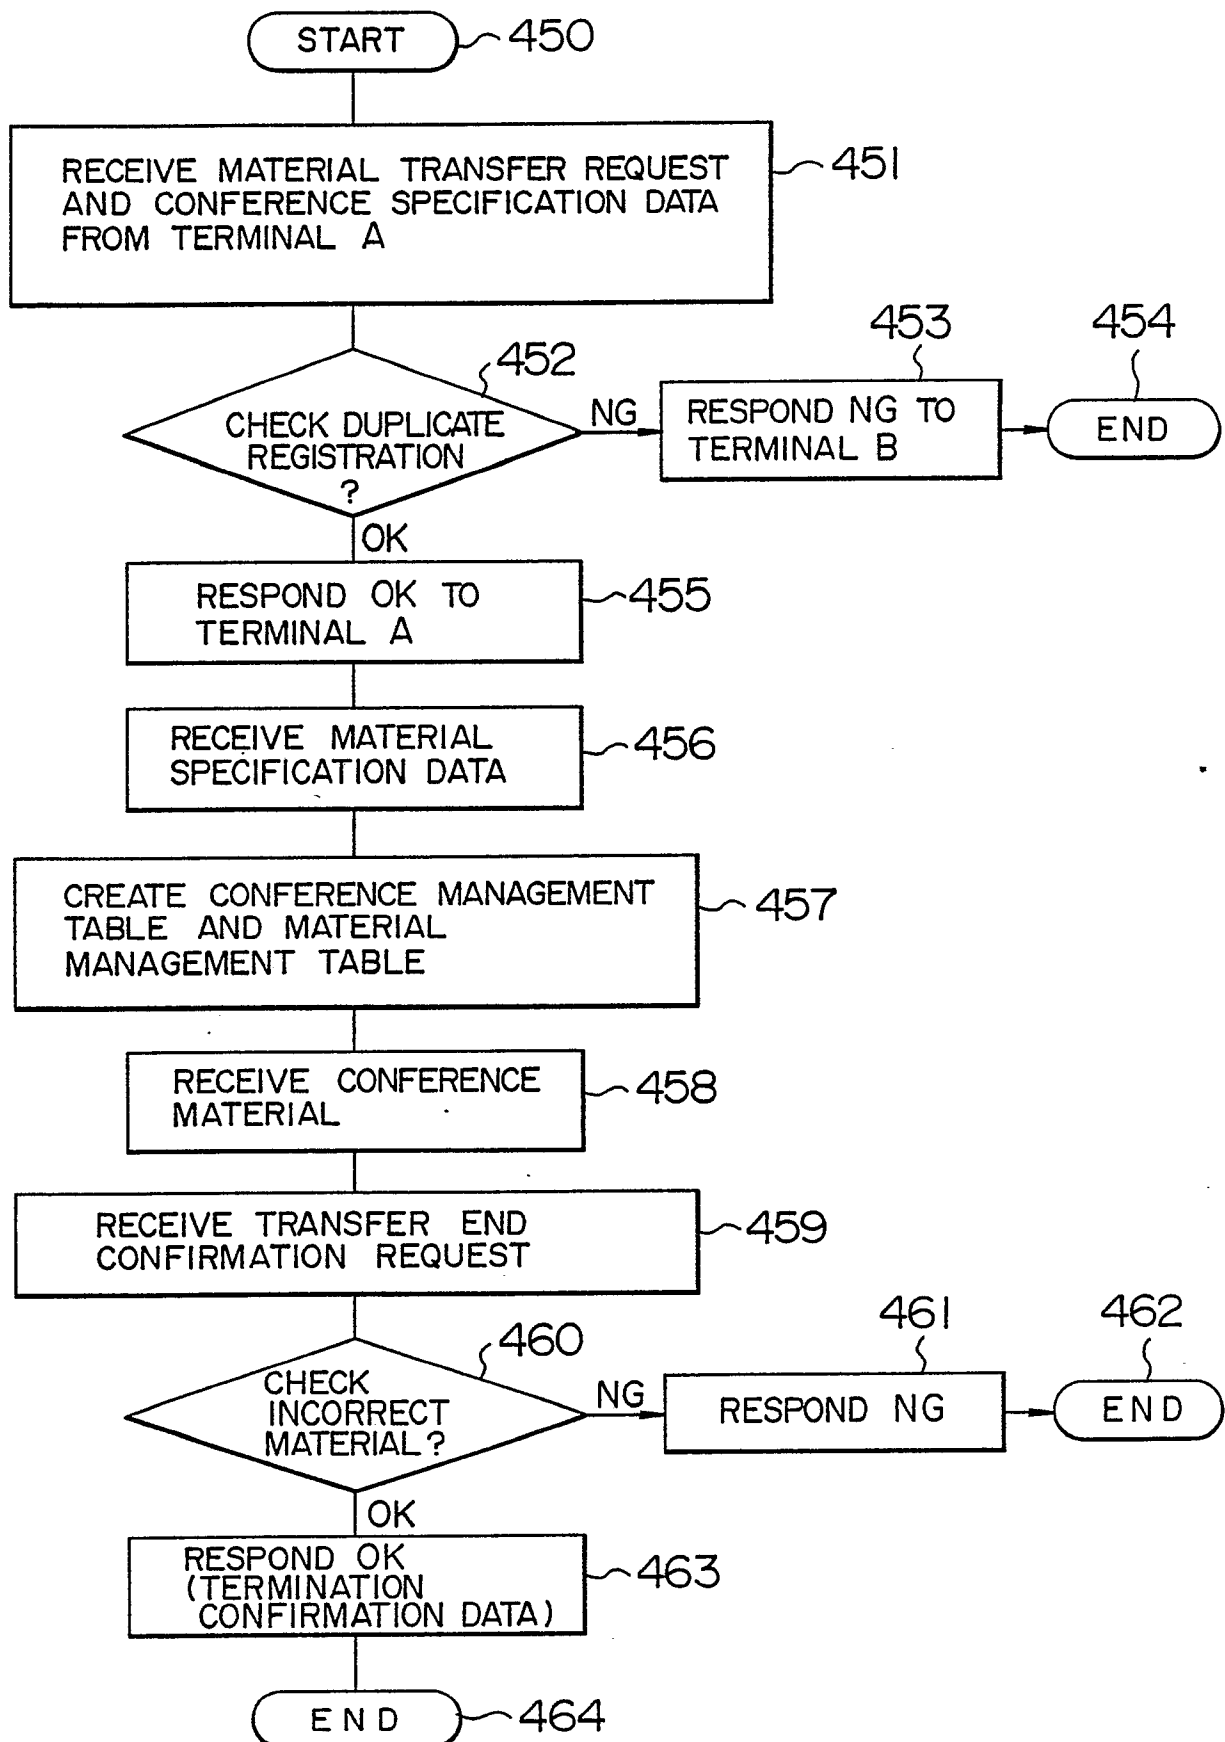 START
450
RECEIVE MATERIAL TRANSFER REQUEST
AND CONFERENCE SPECIFICATION DATA
FROM TERMINAL A
451
CHECK DUPLICATE
REGISTRATION
?
452
NG
RESPOND NG TO
TERMINAL B
453
END
454
OK
RESPOND OK TO
TERMINAL A
455
RECEIVE MATERIAL
SPECIFICATION DATA
456
CREATE CONFERENCE MANAGEMENT
TABLE AND MATERIAL
MANAGEMENT TABLE
457
RECEIVE CONFERENCE
MATERIAL
458
RECEIVE TRANSFER END
CONFIRMATION REQUEST
459
CHECK
INCORRECT
MATERIAL?
460
NG
RESPOND NG
461
END
462
OK
RESPOND OK
(TERMINATION
CONFIRMATION DATA)
463
END
464